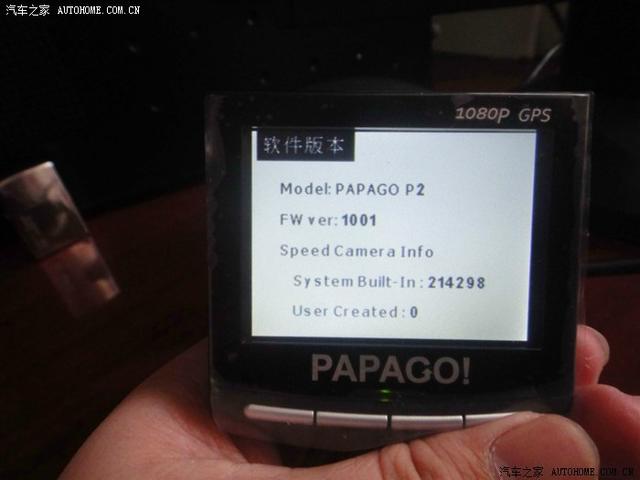 汽车之家 AUTOHOME.COM.CN
1080P GPS
软件版本
Model: PAPAGO P2
FW ver: 1001
Speed Camera Info
System Built-In : 214298
User Created : 0
PAPAGO!
汽车之家 AUTOHOME.COM.CN